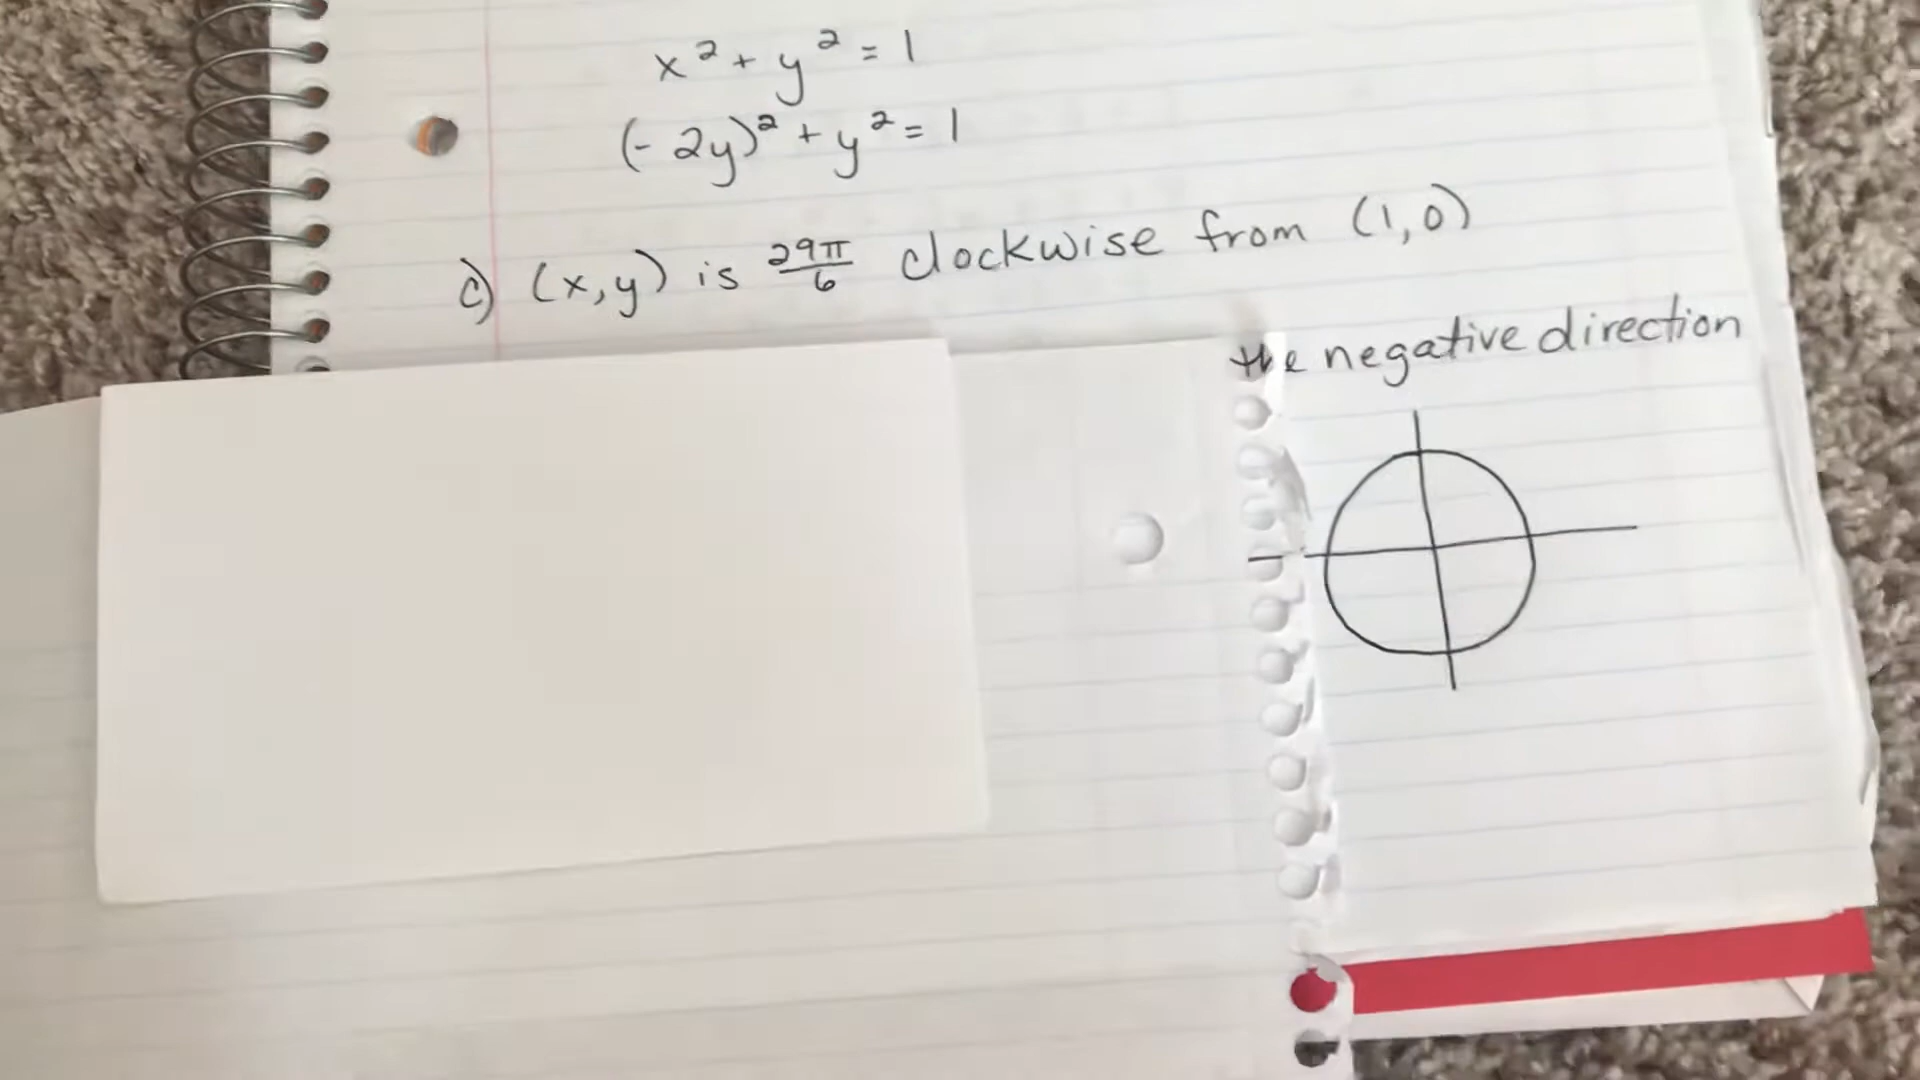 x² + y² = 1
(-2y)² + y² = 1
c) (x,y) is 29π/6 clockwise from (1,0)
the negative direction